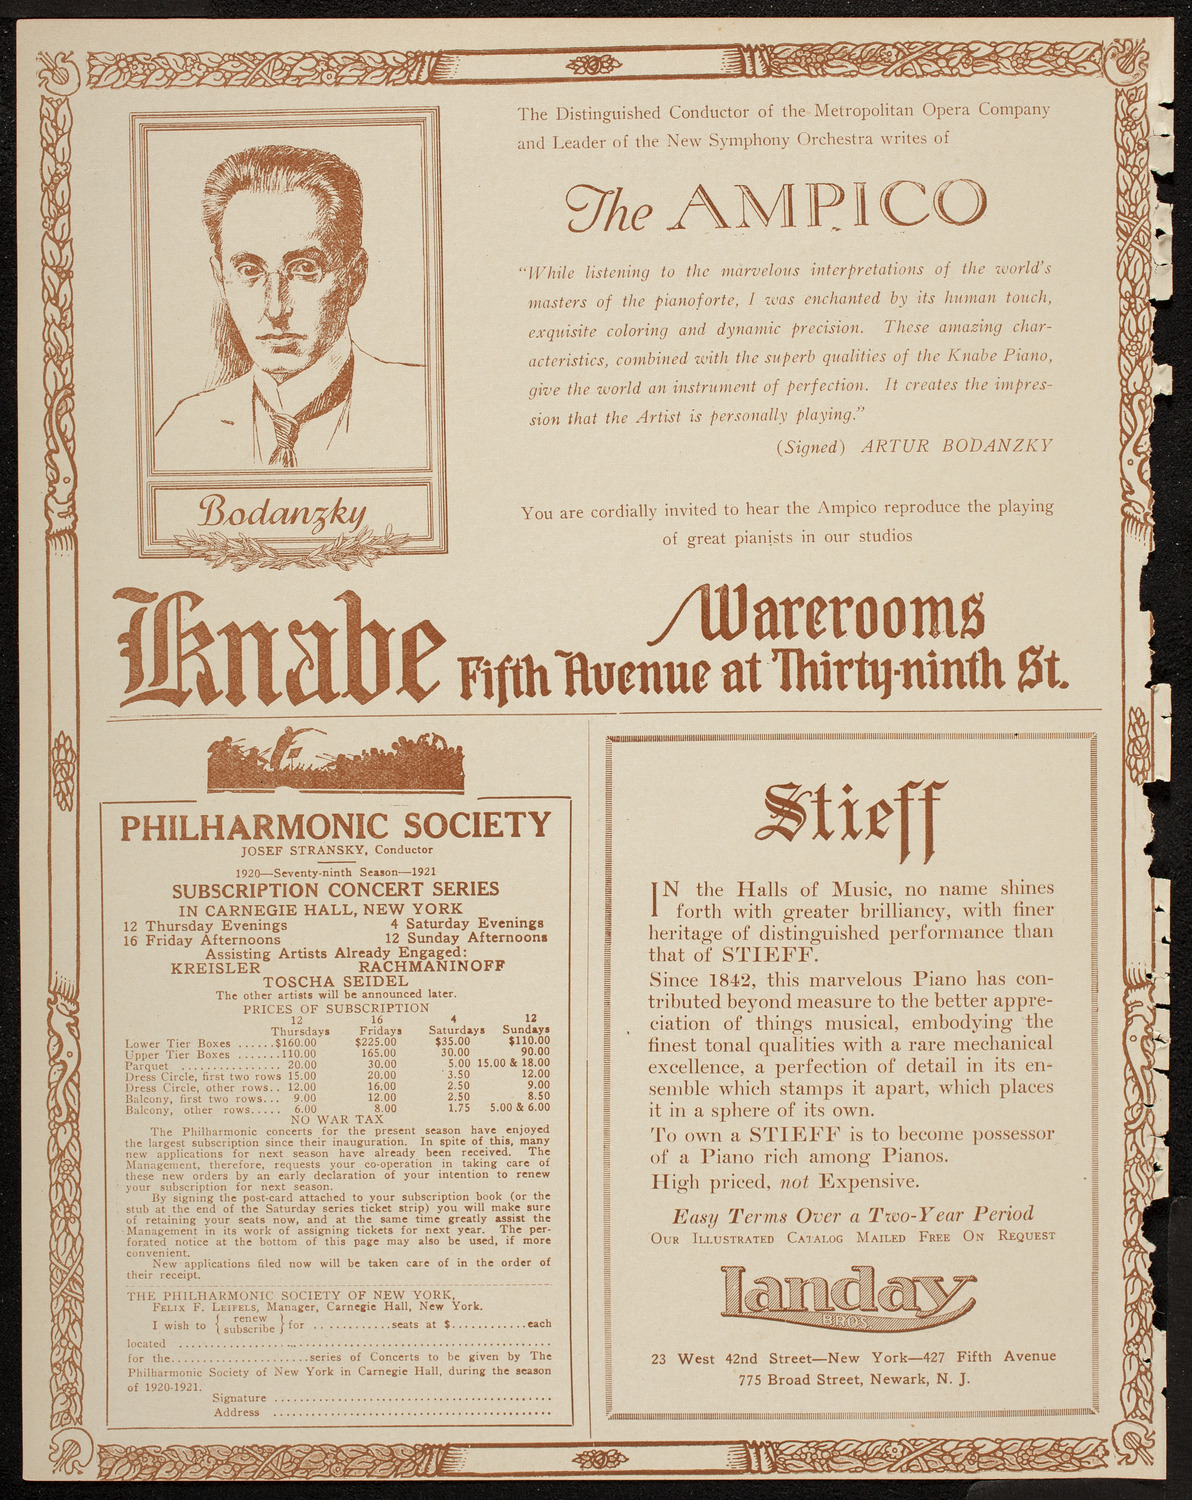 The Distinguished Conductor of the Metropolitan Opera Company
and Leader of the New Symphony Orchestra writes of
The AMPICO
"While listening to the marvelous interpretations of the world's
masters of the pianoforte, I was enchanted by its human touch,
exquisite coloring and dynamic precision. These amazing char-
acteristics, combined with the superb qualities of the Knabe Piano,
give the world an instrument of perfection. It creates the impres-
sion that the Artist is personally playing."
(Signed) ARTUR BODANZKY
Bodanzky
You are cordially invited to hear the Ampico reproduce the playing
of great pianists in our studios
Knabe Warerooms
Fifth Avenue at Thirty-ninth St.
PHILHARMONIC SOCIETY
JOSEF STRANSKY, Conductor
1920—Seventy-ninth Season—1921
SUBSCRIPTION CONCERT SERIES
IN CARNEGIE HALL, NEW YORK
12 Thursday Evenings 4 Saturday Evenings
16 Friday Afternoons 12 Sunday Afternoons
Assisting Artists Already Engaged:
KREISLER RACHMANINOFF
TOSCHA SEIDEL
The other artists will be announced later.
PRICES OF SUBSCRIPTION
12 16 4 12
Thursdays Fridays Saturdays Sundays
Lower Tier Boxes ......$160.00 $225.00 $35.00 $110.00
Upper Tier Boxes .......110.00 165.00 30.00 90.00
Parquet ................ 20.00 30.00 5.00 15.00 & 18.00
Dress Circle, first two rows 15.00 20.00 3.50 12.00
Dress Circle, other rows.. 12.00 16.00 2.50 9.00
Balcony, first two rows... 9.00 12.00 2.50 8.50
Balcony, other rows..... 6.00 8.00 1.75 5.00 & 6.00
NO WAR TAX
The Philharmonic concerts for the present season have enjoyed
the largest subscription since their inauguration. In spite of this, many
new applications for next season have already been received. The
Management, therefore, requests your co-operation in taking care of
these new orders by an early declaration of your intention to renew
your subscription for next season.
By signing the post-card attached to your subscription book (or the
stub at the end of the Saturday series ticket strip) you will make sure
of retaining your seats now, and at the same time greatly assist the
Management in its work of assigning tickets for next year. The per-
forated notice at the bottom of this page may also be used, if more
convenient.
New applications filed now will be taken care of in the order of
their receipt.
THE PHILHARMONIC SOCIETY OF NEW YORK,
FELIX F. LEIFELS, Manager, Carnegie Hall, New York.
I wish to { renew subscribe } for ............seats at $............each
located ........................................................
for the......................series of Concerts to be given by The
Philharmonic Society of New York in Carnegie Hall, during the season
of 1920-1921.
Signature ..........................................
Address ..........................................
Stieff
IN the Halls of Music, no name shines
forth with greater brilliancy, with finer
heritage of distinguished performance than
that of STIEFF.
Since 1842, this marvelous Piano has con-
tributed beyond measure to the better appre-
ciation of things musical, embodying the
finest tonal qualities with a rare mechanical
excellence, a perfection of detail in its en-
semble which stamps it apart, which places
it in a sphere of its own.
To own a STIEFF is to become possessor
of a Piano rich among Pianos.
High priced, not Expensive.
Easy Terms Over a Two-Year Period
OUR ILLUSTRATED CATALOG MAILED FREE ON REQUEST
Landay
BROS.
23 West 42nd Street—New York—427 Fifth Avenue
775 Broad Street, Newark, N. J.